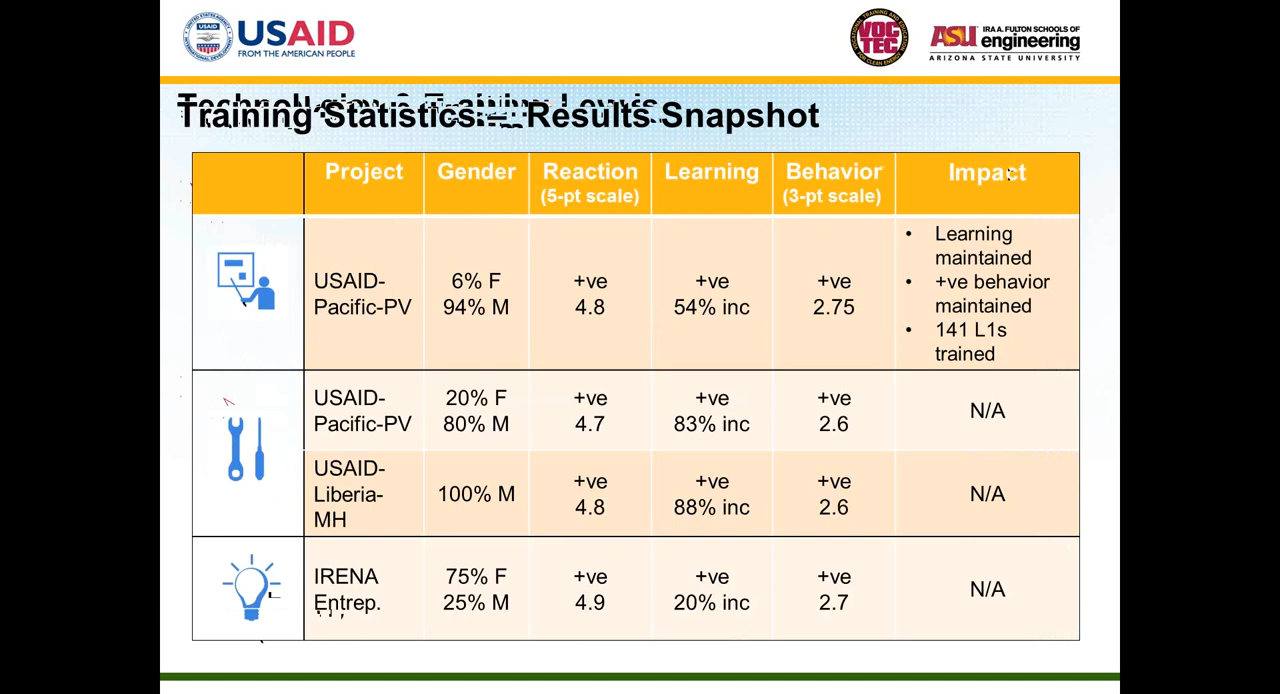 USAID
FROM THE AMERICAN PEOPLE
VOC
TEC
ASU IRA A. FULTON SCHOOLS OF
engineering
ARIZONA STATE UNIVERSITY
Training Statistics – Results Snapshot
Project Gender Reaction Learning Behavior Impact
(5-pt scale) (3-pt scale)
USAID-
Pacific-PV
6% F
94% M
+ve
4.8
+ve
54% inc
+ve
2.75
• Learning
maintained
• +ve behavior
maintained
• 141 L1s
trained
USAID-
Pacific-PV
20% F
80% M
+ve
4.7
+ve
83% inc
+ve
2.6
N/A
USAID-
Liberia-
MH
100% M
+ve
4.8
+ve
88% inc
+ve
2.6
N/A
IRENA
Entrep.
75% F
25% M
+ve
4.9
+ve
20% inc
+ve
2.7
N/A